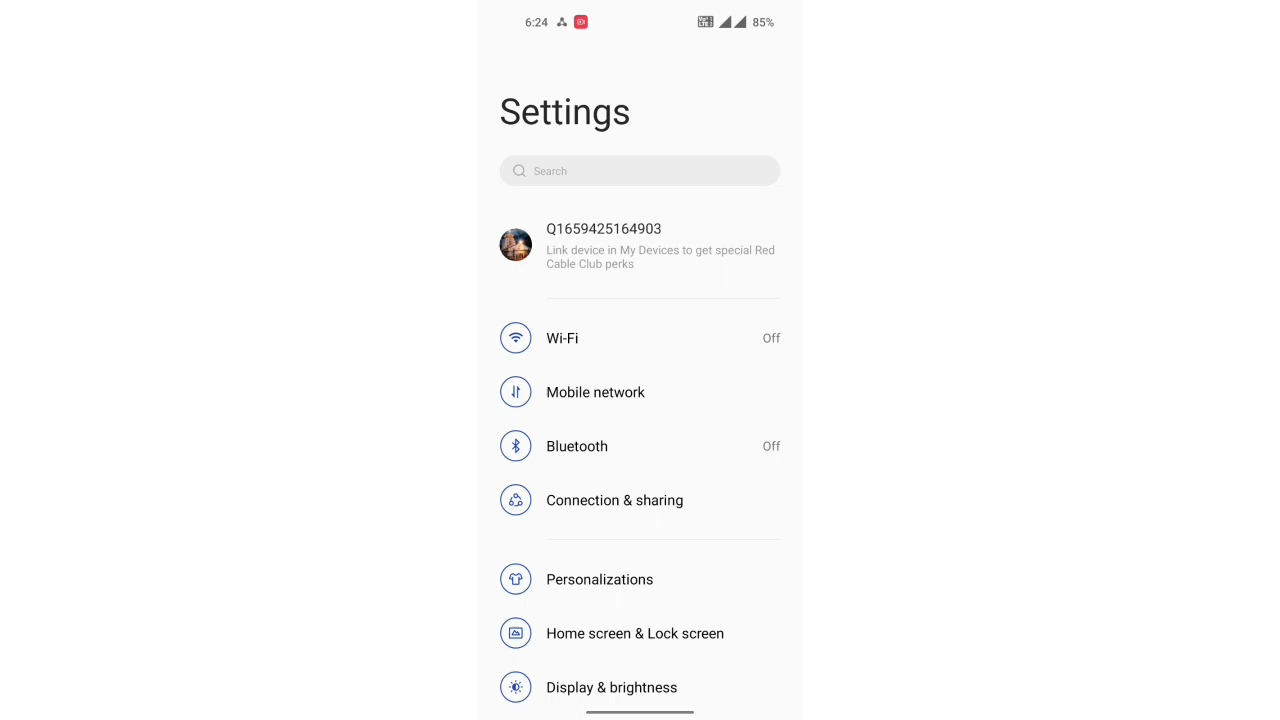 6:24 85%
Settings
Search
Q1659425164903
Link device in My Devices to get special Red
Cable Club perks
Wi-Fi Off
Mobile network
Bluetooth Off
Connection & sharing
Personalizations
Home screen & Lock screen
Display & brightness